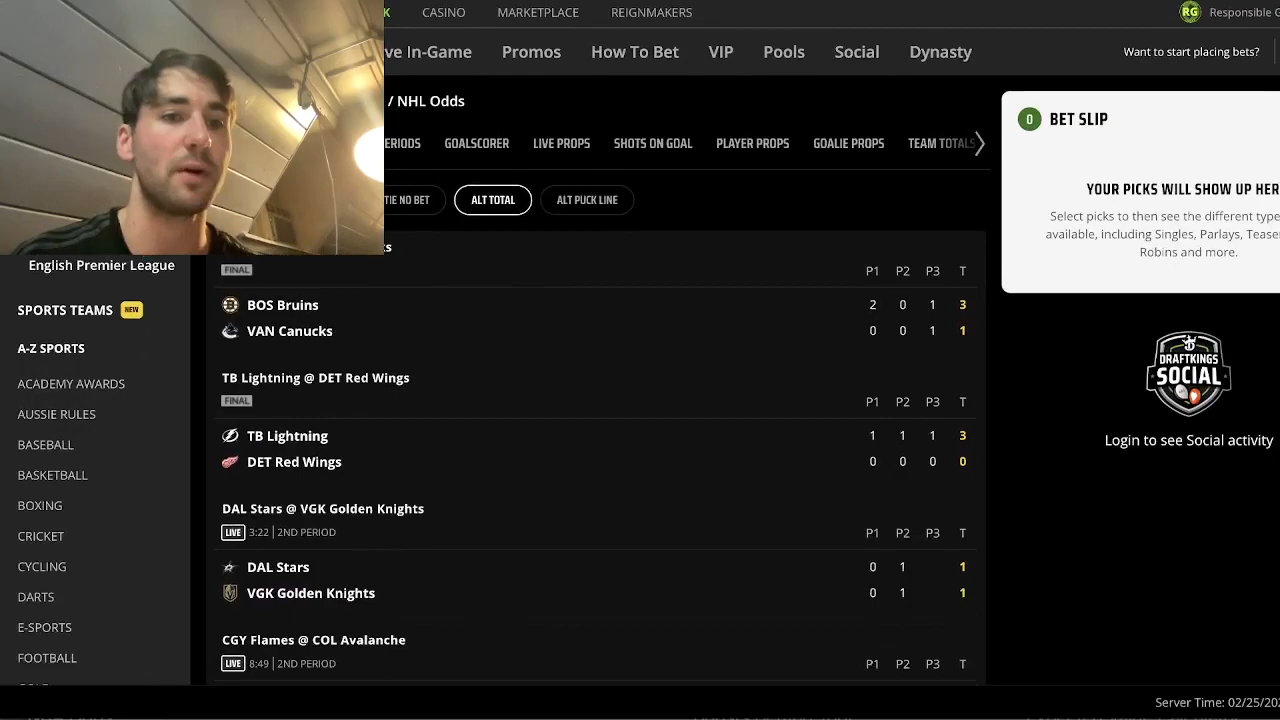 K CASINO MARKETPLACE REIGNMAKERS RG Responsible G
ve In-Game Promos How To Bet VIP Pools Social Dynasty Want to start placing bets?
/ NHL Odds
0 BET SLIP
ERIODS GOALSCORER LIVE PROPS SHOTS ON GOAL PLAYER PROPS GOALIE PROPS TEAM TOTALS
YOUR PICKS WILL SHOW UP HER
TIE NO BET ALT TOTAL ALT PUCK LINE
Select picks to then see the different type
available, including Singles, Parlays, Tease
Robins and more.
ts
English Premier League
FINAL P1 P2 P3 T
SPORTS TEAMS NEW
BOS Bruins 2 0 1 3
VAN Canucks 0 0 1 1
A-Z SPORTS
DRAFTKINGS
SOCIAL
ACADEMY AWARDS
TB Lightning @ DET Red Wings
FINAL P1 P2 P3 T
AUSSIE RULES
TB Lightning 1 1 1 3
DET Red Wings 0 0 0 0
Login to see Social activity
BASEBALL
BASKETBALL
BOXING
DAL Stars @ VGK Golden Knights
LIVE 3:22 | 2ND PERIOD P1 P2 P3 T
CRICKET
DAL Stars 0 1 1
VGK Golden Knights 0 1 1
CYCLING
DARTS
E-SPORTS
CGY Flames @ COL Avalanche
LIVE 8:49 | 2ND PERIOD P1 P2 P3 T
FOOTBALL
Server Time: 02/25/202